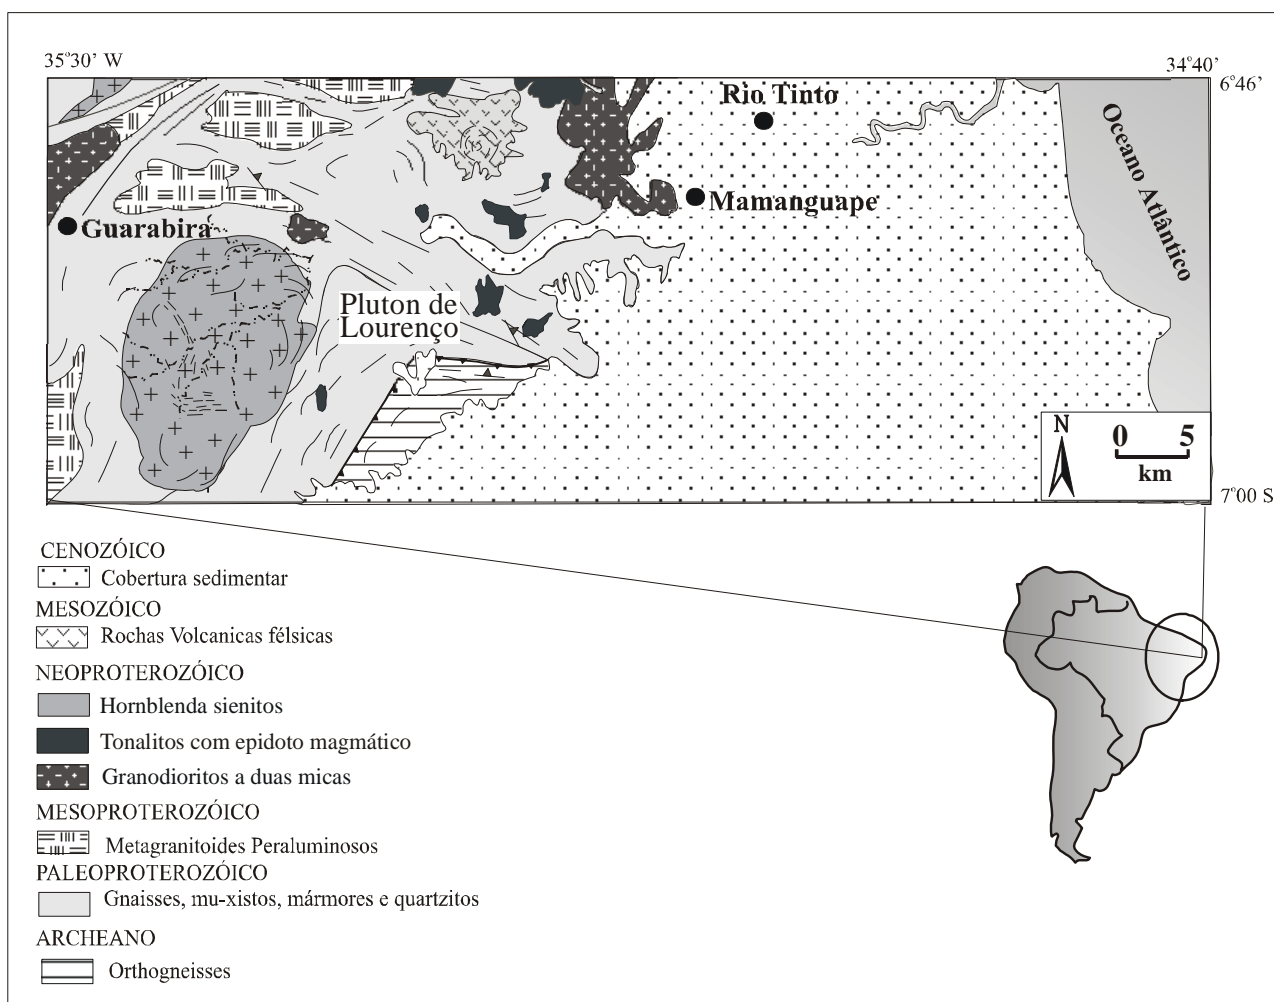 35°30’ W
34°40’
6°46’
Rio Tinto
Oceano Atlântico
Mamanguape
Guarabira
Pluton de
Lourenço
N
0 5
km
7°00 S
CENOZÓICO
Cobertura sedimentar
MESOZÓICO
Rochas Volcanicas félsicas
NEOPROTEROZÓICO
Hornblenda sienitos
Tonalitos com epidoto magmático
Granodioritos a duas micas
MESOPROTEROZÓICO
Metagranitoides Peraluminosos
PALEOPROTEROZÓICO
Gnaisses, mu-xistos, mármores e quartzitos
ARCHEANO
Orthogneisses